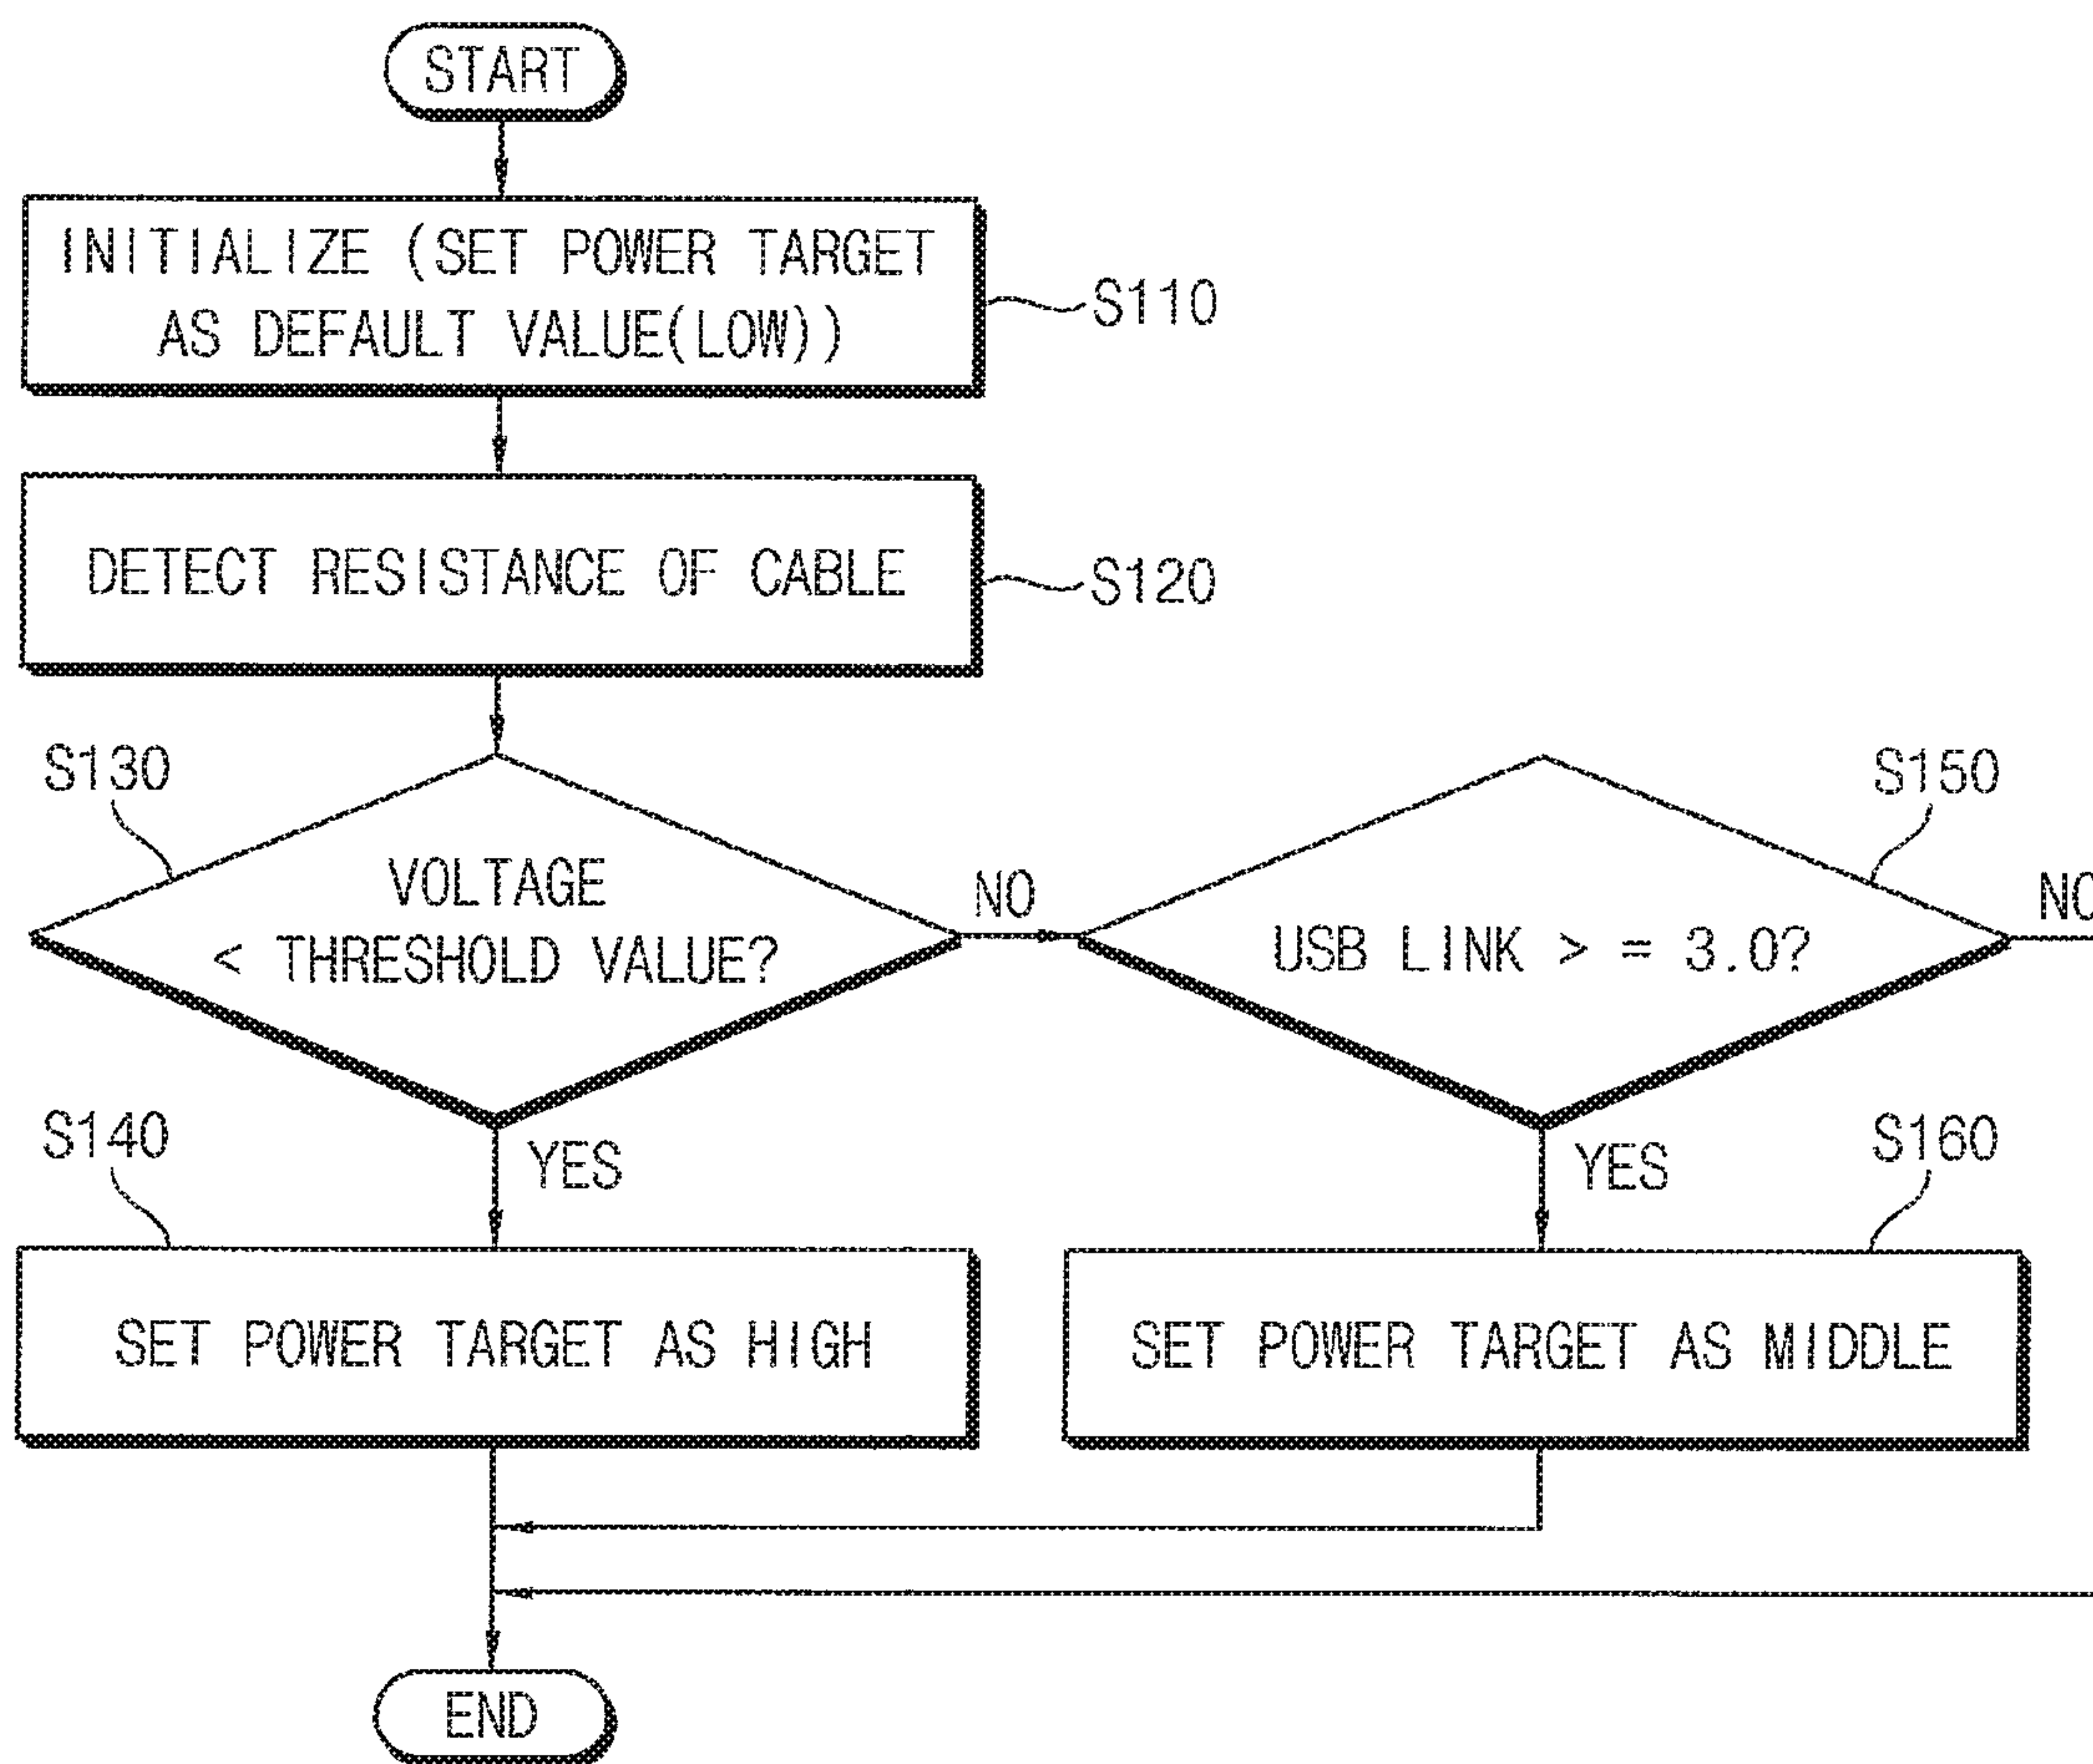 START
INITIALIZE (SET POWER TARGET
AS DEFAULT VALUE(LOW))
S110
DETECT RESISTANCE OF CABLE
S120
S130
VOLTAGE
< THRESHOLD VALUE?
NO
S150
USB LINK > = 3.0?
NO
S140
YES
S160
YES
SET POWER TARGET AS HIGH
SET POWER TARGET AS MIDDLE
END